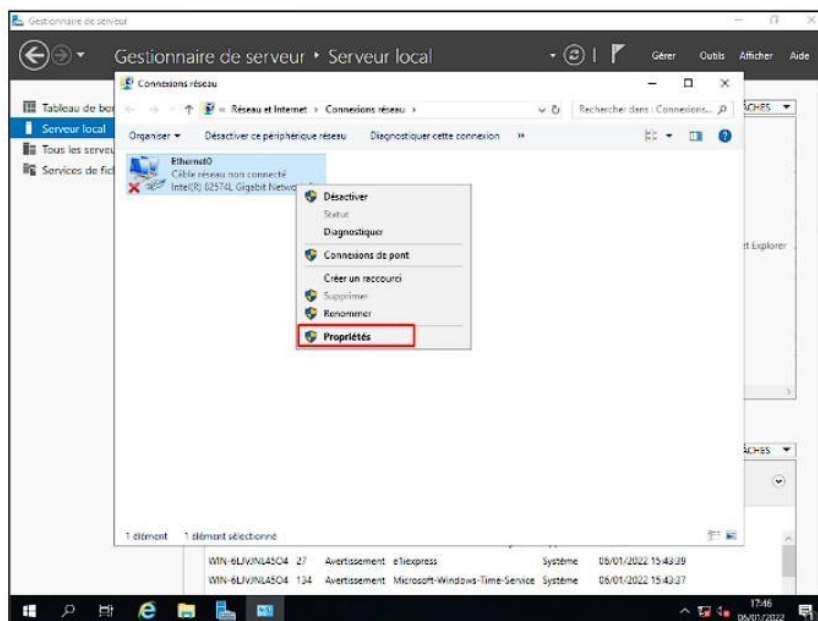 Gestionnaire de serveur
Gestionnaire de serveur ‣ Serveur local
Gérer Outils Afficher Aide
Connexions réseau
Tableau de bor
Serveur local
Tous les serveu
Services de fic
Réseau et Internet › Connexions réseau ›
Rechercher dans : Connexions...
ÂCHES
Organiser Désactiver ce périphérique réseau Diagnostiquer cette connexion »
Ethernet0
Câble réseau non connecté
Intel(R) 82574L Gigabit Netwo
Désactiver
Statut
Diagnostiquer
Connexions de pont
Créer un raccourci
Supprimer
Renommer
Propriétés
et Explorer
ÂCHES
1 élément 1 élément sélectionné
WIN-6LJVJNL45O4 27 Avertissement e1iexpress Système 06/01/2022 15:43:39
WIN-6LJVJNL45O4 134 Avertissement Microsoft-Windows-Time-Service Système 06/01/2022 15:43:37
17:46
06/01/2022